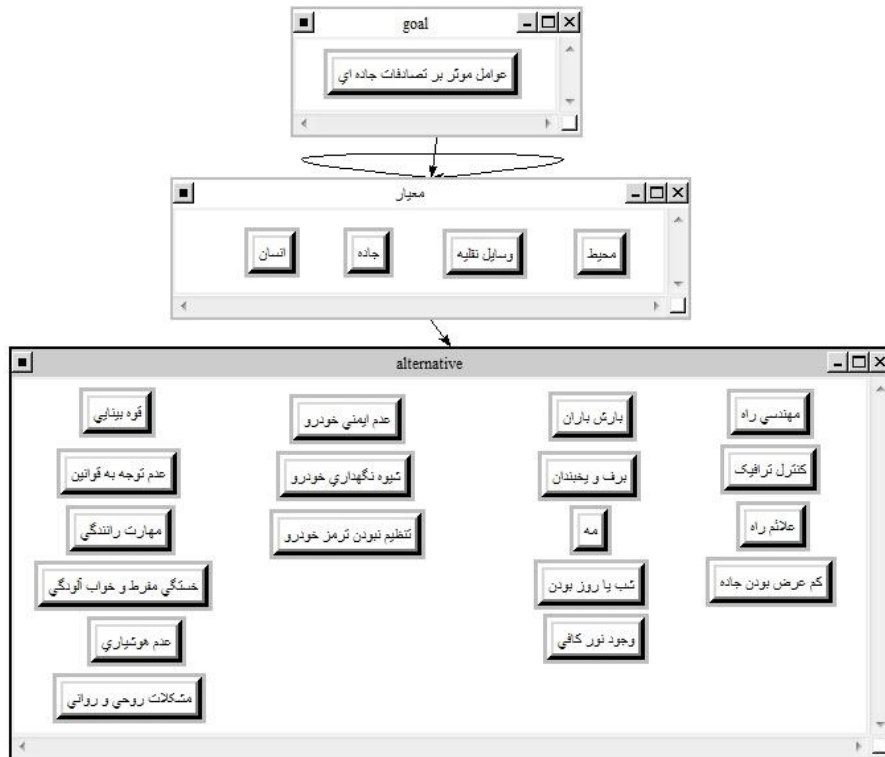 goal
عوامل موثر بر تصادفات جاده اي
معيار
انسان
جاده
وسايل نقليه
محيط
alternative
قوه بينايي
عدم توجه به قوانين
مهارت رانندگي
خستگي مفرط و خواب آلودگي
عدم هوشياري
مشكلات روحي و رواني
عدم ايمني خودرو
شيوه نگهداري خودرو
تنظيم نبودن ترمز خودرو
بارش باران
برف و يخبندان
مه
شب يا روز بودن
وجود نور كافي
مهندسي راه
كنترل ترافيک
علائم راه
كم عرض بودن جاده